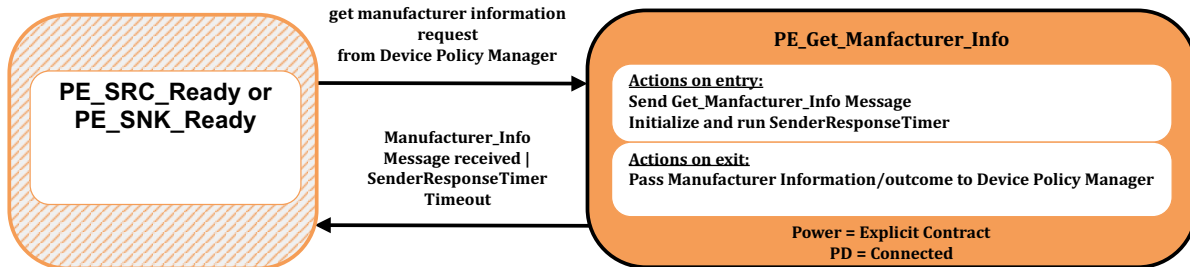 PE_SRC_Ready or
PE_SNK_Ready
get manufacturer information
request
from Device Policy Manager
Manufacturer_Info
Message received |
SenderResponseTimer
Timeout
PE_Get_Manfacturer_Info
Actions on entry:
Send Get_Manfacturer_Info Message
Initialize and run SenderResponseTimer
Actions on exit:
Pass Manufacturer Information/outcome to Device Policy Manager
Power = Explicit Contract
PD = Connected